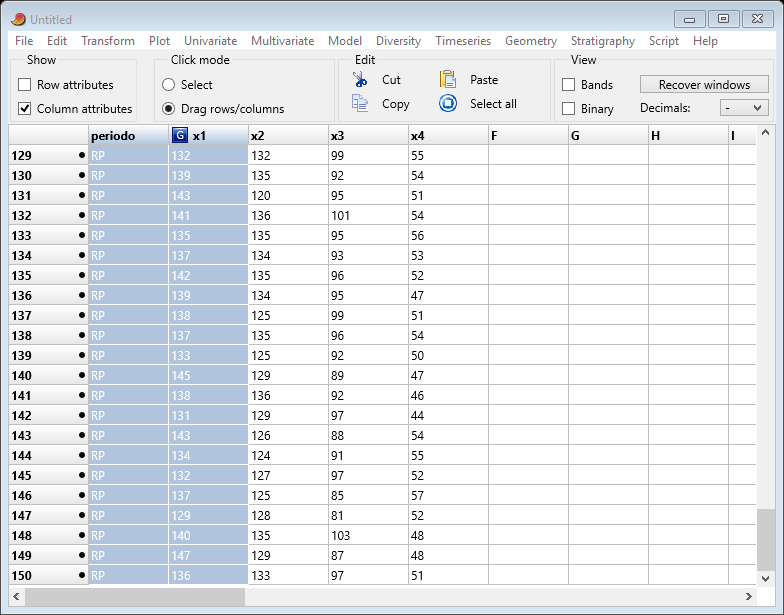 Untitled
File Edit Transform Plot Univariate Multivariate Model Diversity Timeseries Geometry Stratigraphy Script Help
Show Click mode Edit View
Row attributes Select Cut Paste Bands Recover windows
Column attributes Drag rows/columns Copy Select all Binary Decimals: -
periodo G x1 x2 x3 x4 F G H I
129 RP 132 132 99 55
130 RP 139 135 92 54
131 RP 143 120 95 51
132 RP 141 136 101 54
133 RP 135 135 95 56
134 RP 137 134 93 53
135 RP 142 135 96 52
136 RP 139 134 95 47
137 RP 138 125 99 51
138 RP 137 135 96 54
139 RP 133 125 92 50
140 RP 145 129 89 47
141 RP 138 136 92 46
142 RP 131 129 97 44
143 RP 143 126 88 54
144 RP 134 124 91 55
145 RP 132 127 97 52
146 RP 137 125 85 57
147 RP 129 128 81 52
148 RP 140 135 103 48
149 RP 147 129 87 48
150 RP 136 133 97 51